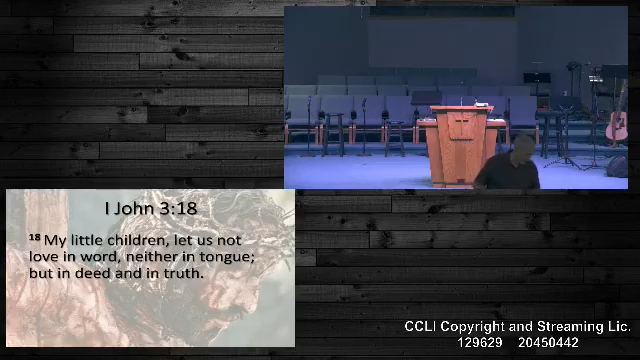 I John 3:18
18 My little children, let us not
love in word, neither in tongue;
but in deed and in truth.
CCLI Copyright and Streaming Lic.
129629 20450442